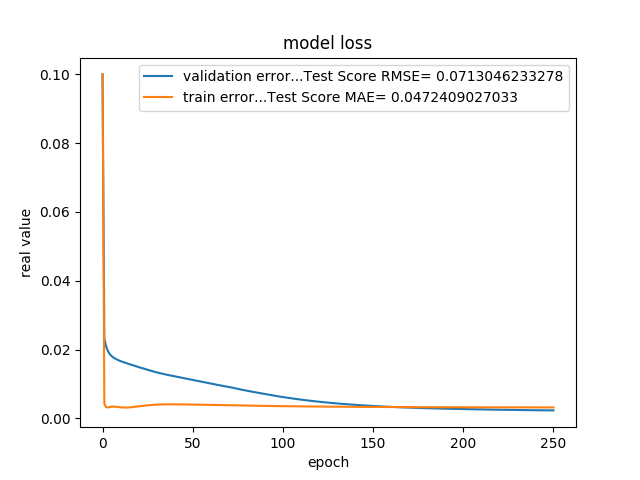 model loss
validation error...Test Score RMSE= 0.0713046233278
train error...Test Score MAE= 0.0472409027033
real value
0.10
0.08
0.06
0.04
0.02
0.00
0 50 100 150 200 250
epoch